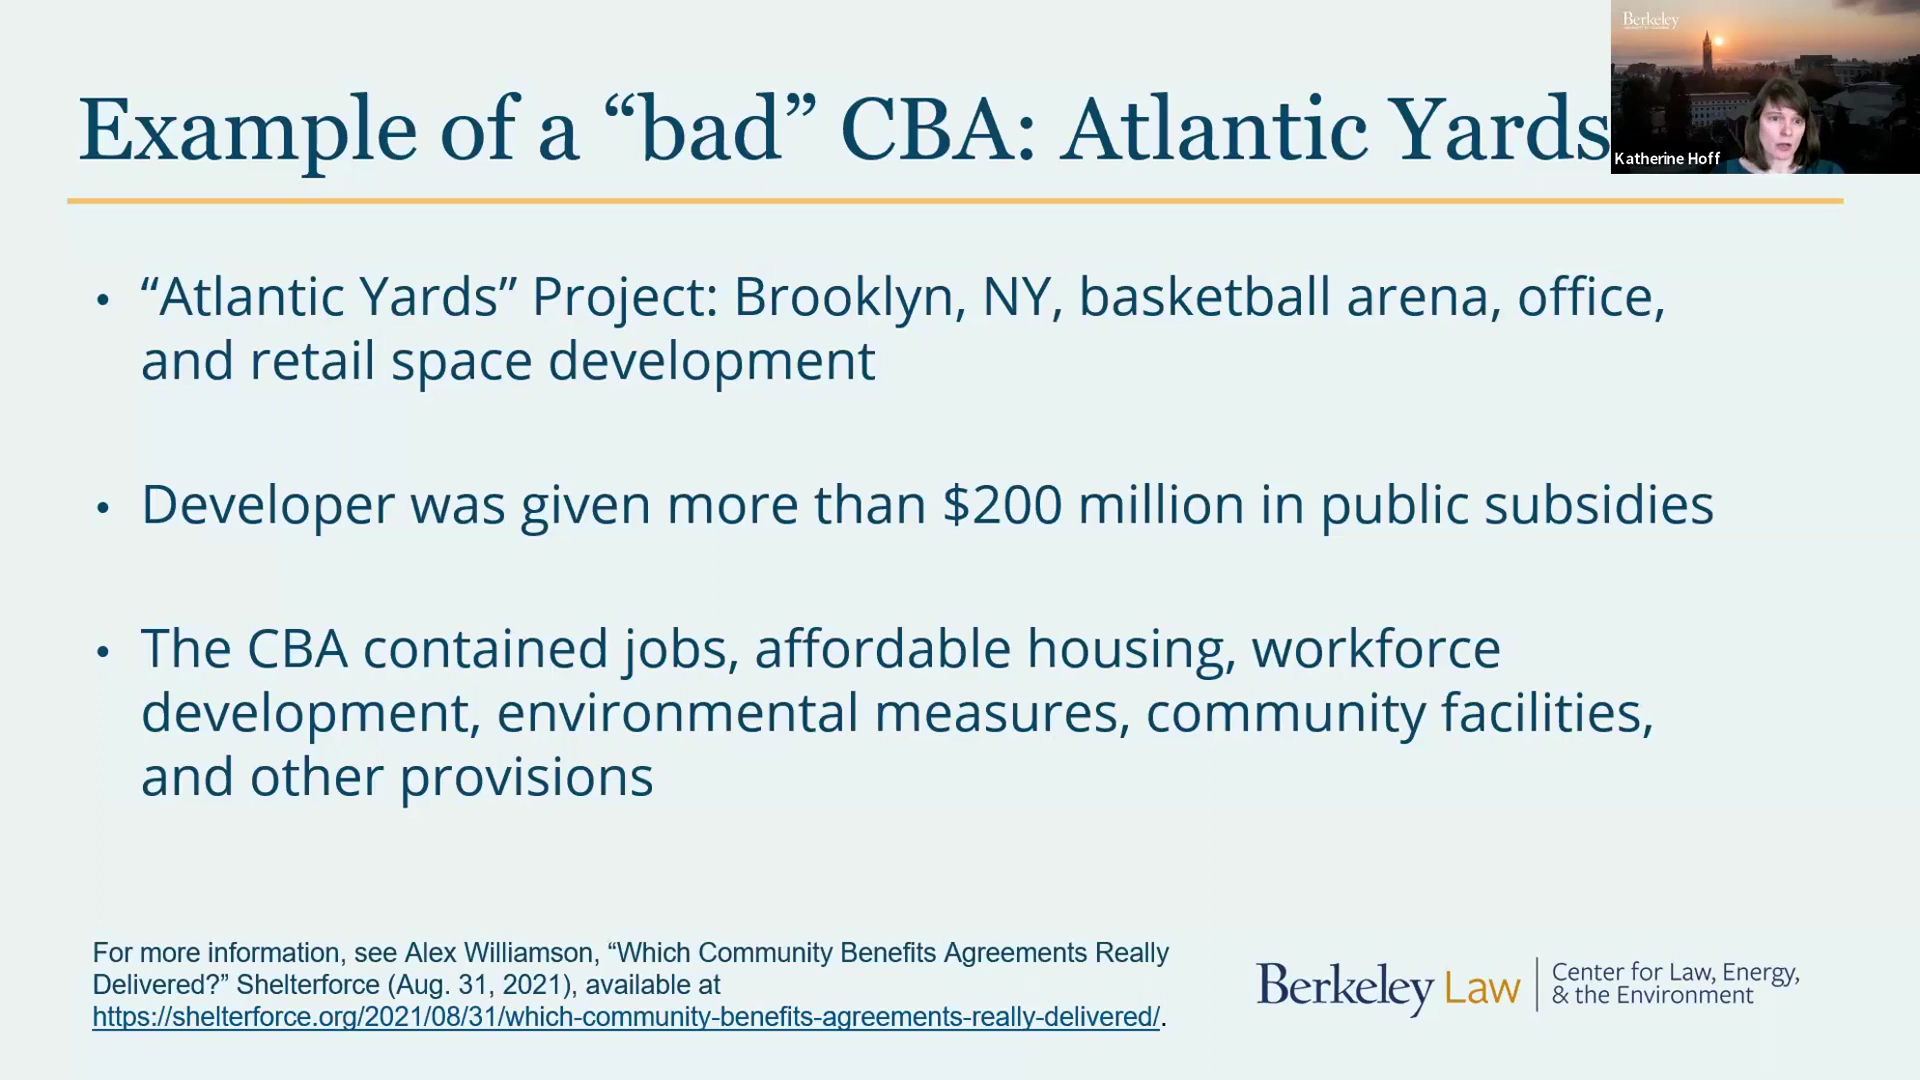 Berkeley
Example of a “bad” CBA: Atlantic Yards
Katherine Hoff
• “Atlantic Yards” Project: Brooklyn, NY, basketball arena, office,
and retail space development
• Developer was given more than $200 million in public subsidies
• The CBA contained jobs, affordable housing, workforce
development, environmental measures, community facilities,
and other provisions
For more information, see Alex Williamson, “Which Community Benefits Agreements Really
Delivered?” Shelterforce (Aug. 31, 2021), available at
https://shelterforce.org/2021/08/31/which-community-benefits-agreements-really-delivered/.
Berkeley Law
Center for Law, Energy,
& the Environment